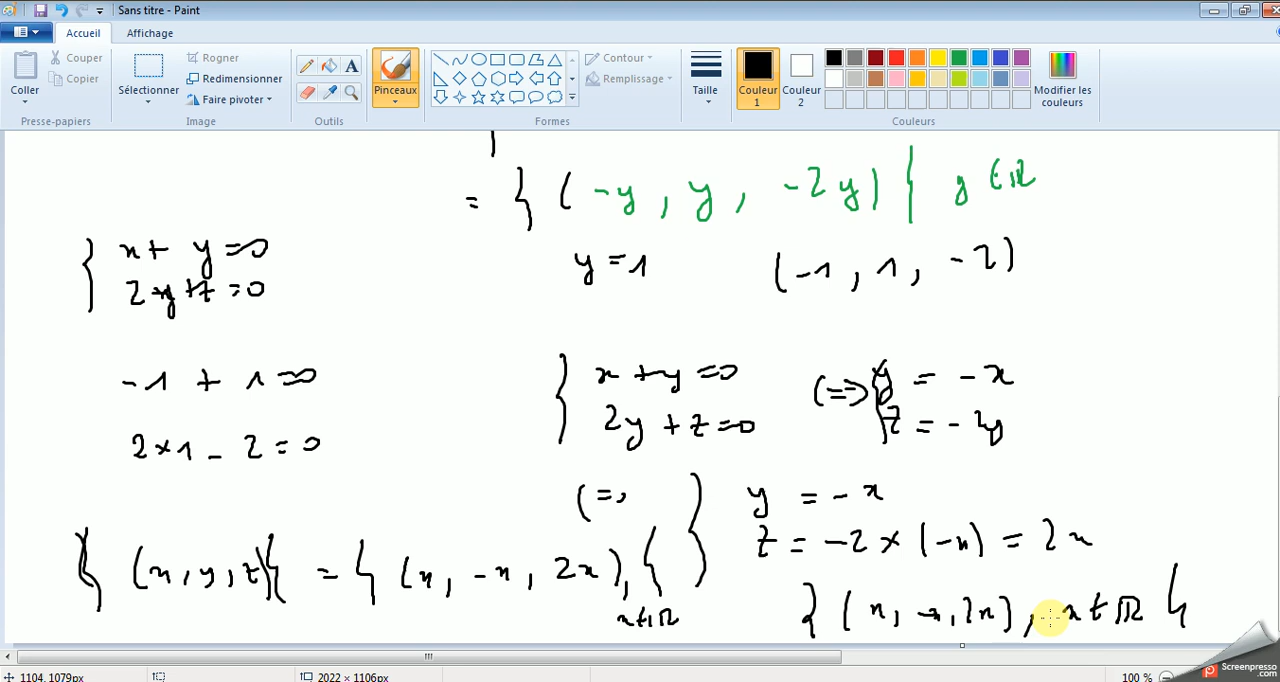 Sans titre - Paint
Accueil Affichage
Coller
Couper
Copier
Presse-papiers
Sélectionner
Rogner
Redimensionner
Faire pivoter
Image
A
Outils
Pinceaux
Contour
Remplissage
Formes
Taille
Couleur 1
Couleur 2
Modifier les couleurs
Couleurs
= { ( -y , y , -2y) { y ∈ ℝ
{ x + y = 0
2y + z = 0
y = 1 ( -1 , 1 , -2 )
-1 + 1 = 0
2 × 1 - 2 = 0
{ x + y = 0
2y + z = 0
(=) { y = - x
z = - 2y
(=) } y = - x
z = -2 × (-x) = 2x
{ (x, y, z) } = { (x, -x, 2x), {
x ∈ ℝ
{ (x, -x, 2x), x ∈ ℝ }
1104, 1079px
2022 × 1106px
100 %
Screenpresso
.com